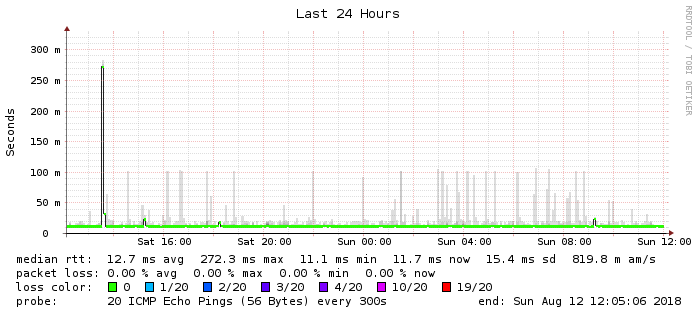 Last 24 Hours
RRDTOOL / TOBI OETIKER
Seconds
300 m
250 m
200 m
150 m
100 m
50 m
0
Sat 16:00 Sat 20:00 Sun 00:00 Sun 04:00 Sun 08:00 Sun 12:00
median rtt: 12.7 ms avg 272.3 ms max 11.1 ms min 11.7 ms now 15.4 ms sd 819.8 m am/s
packet loss: 0.00 % avg 0.00 % max 0.00 % min 0.00 % now
loss color: 0 1/20 2/20 3/20 4/20 10/20 19/20
probe: 20 ICMP Echo Pings (56 Bytes) every 300s end: Sun Aug 12 12:05:06 2018